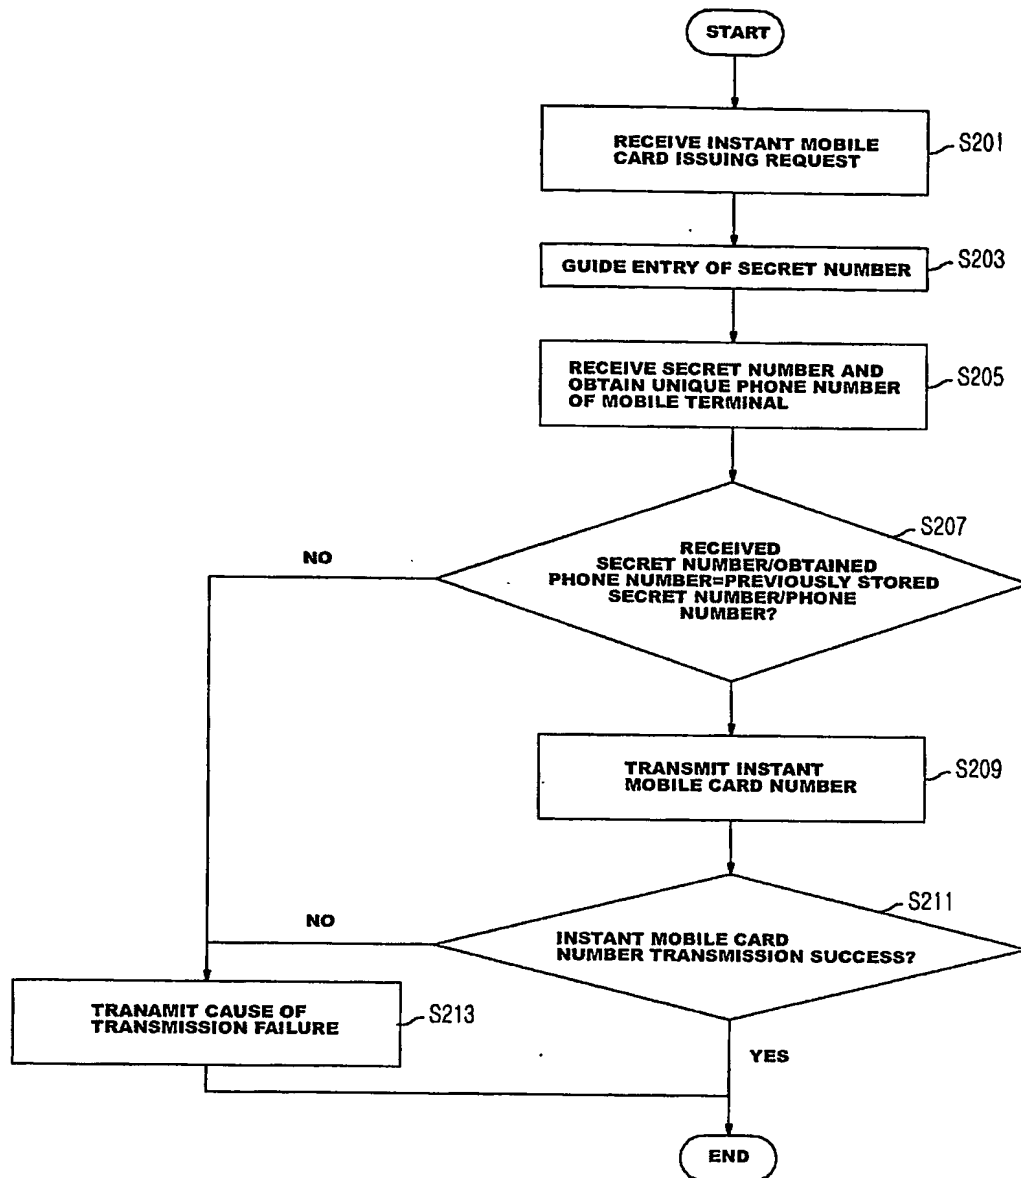 START
RECEIVE INSTANT MOBILE
CARD ISSUING REQUEST
S201
GUIDE ENTRY OF SECRET NUMBER
S203
RECEIVE SECRET NUMBER AND
OBTAIN UNIQUE PHONE NUMBER
OF MOBILE TERMINAL
S205
S207
NO
RECEIVED
SECRET NUMBER/OBTAINED
PHONE NUMBER=PREVIOUSLY STORED
SECRET NUMBER/PHONE
NUMBER?
TRANSMIT INSTANT
MOBILE CARD NUMBER
S209
S211
NO
INSTANT MOBILE CARD
NUMBER TRANSMISSION SUCCESS?
TRANAMIT CAUSE OF
TRANSMISSION FAILURE
S213
YES
END